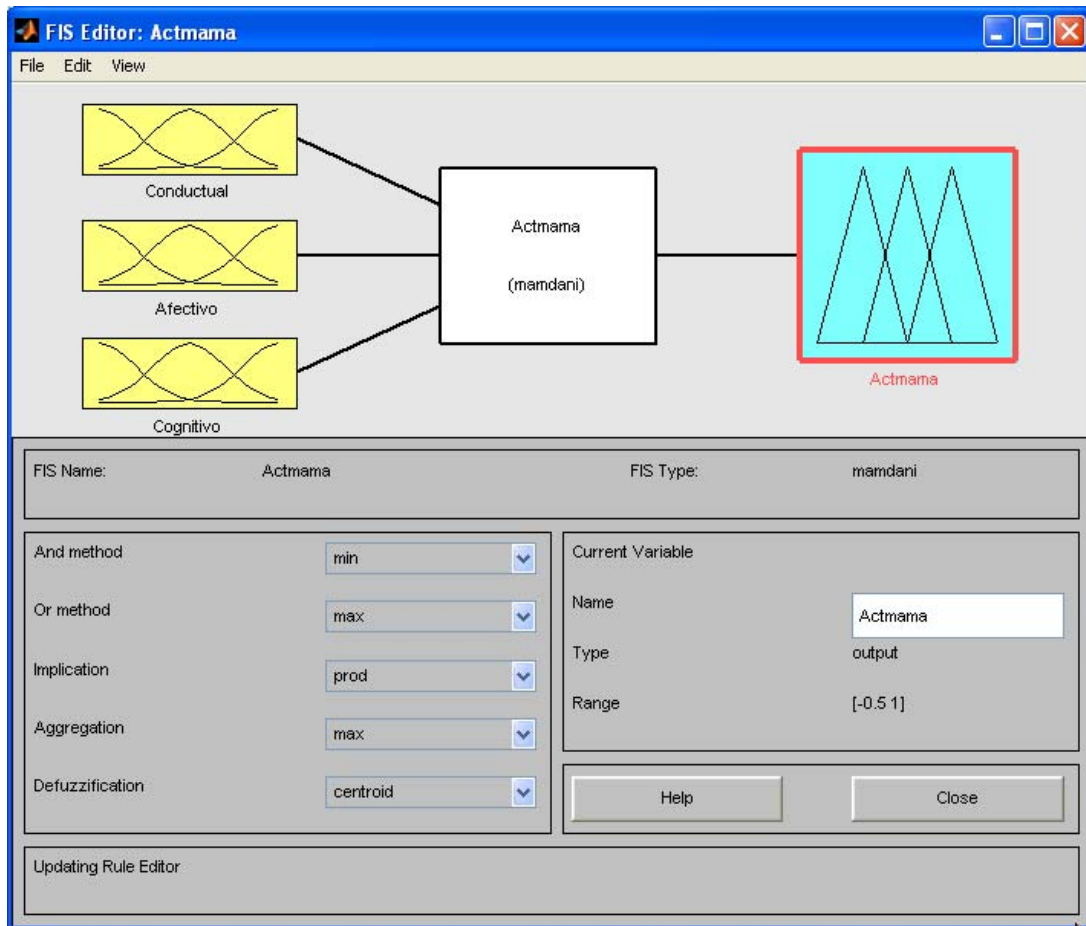 FIS Editor: Actmama
File Edit View
Conductual
Afectivo
Cognitivo
Actmama
(mamdani)
Actmama
FIS Name: Actmama FIS Type: mamdani
And method min
Or method max
Implication prod
Aggregation max
Defuzzification centroid
Current Variable
Name Actmama
Type output
Range [-0.5 1]
Help Close
Updating Rule Editor